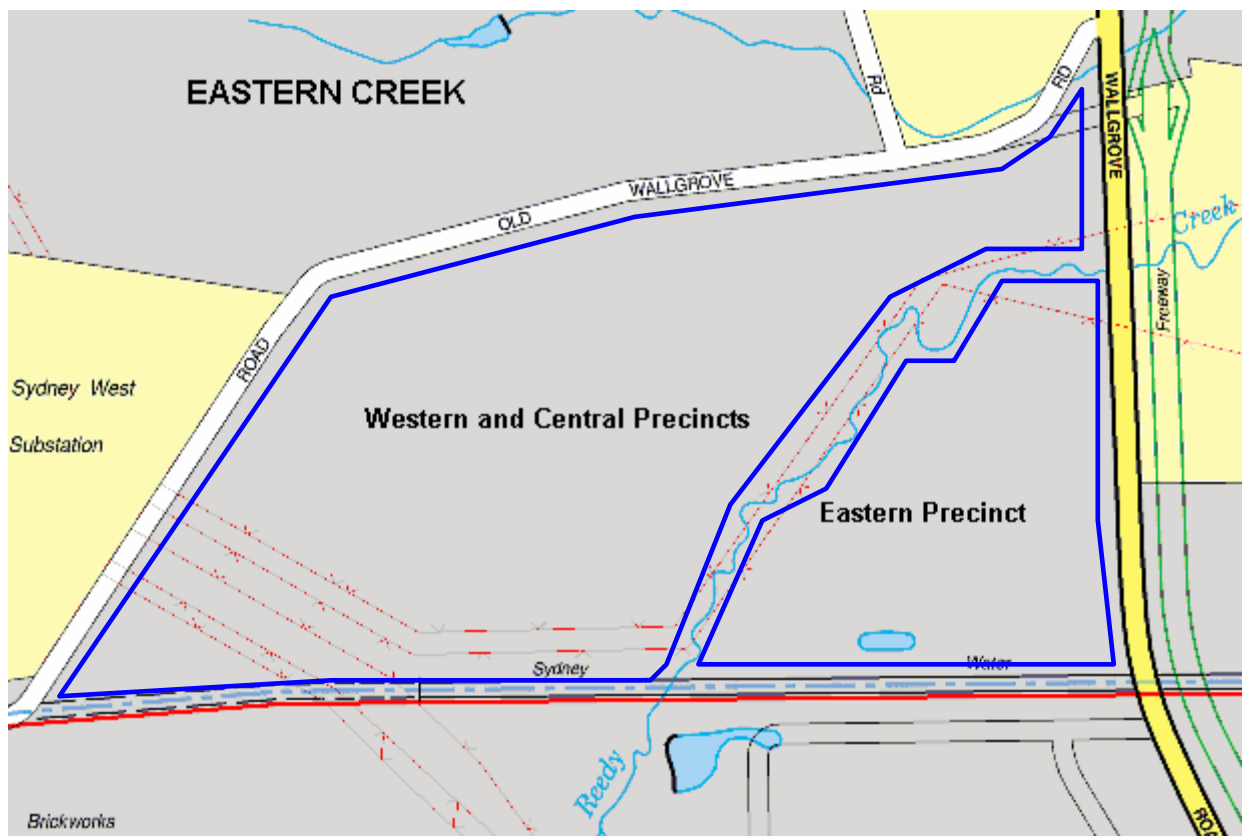 EASTERN CREEK
Rd
RD
WALLGROVE
OLD
WALLGROVE
ROAD
Creek
Freeway
Sydney West
Substation
Western and Central Precincts
Eastern Precinct
Sydney
Water
Reedy
Brickworks
RO